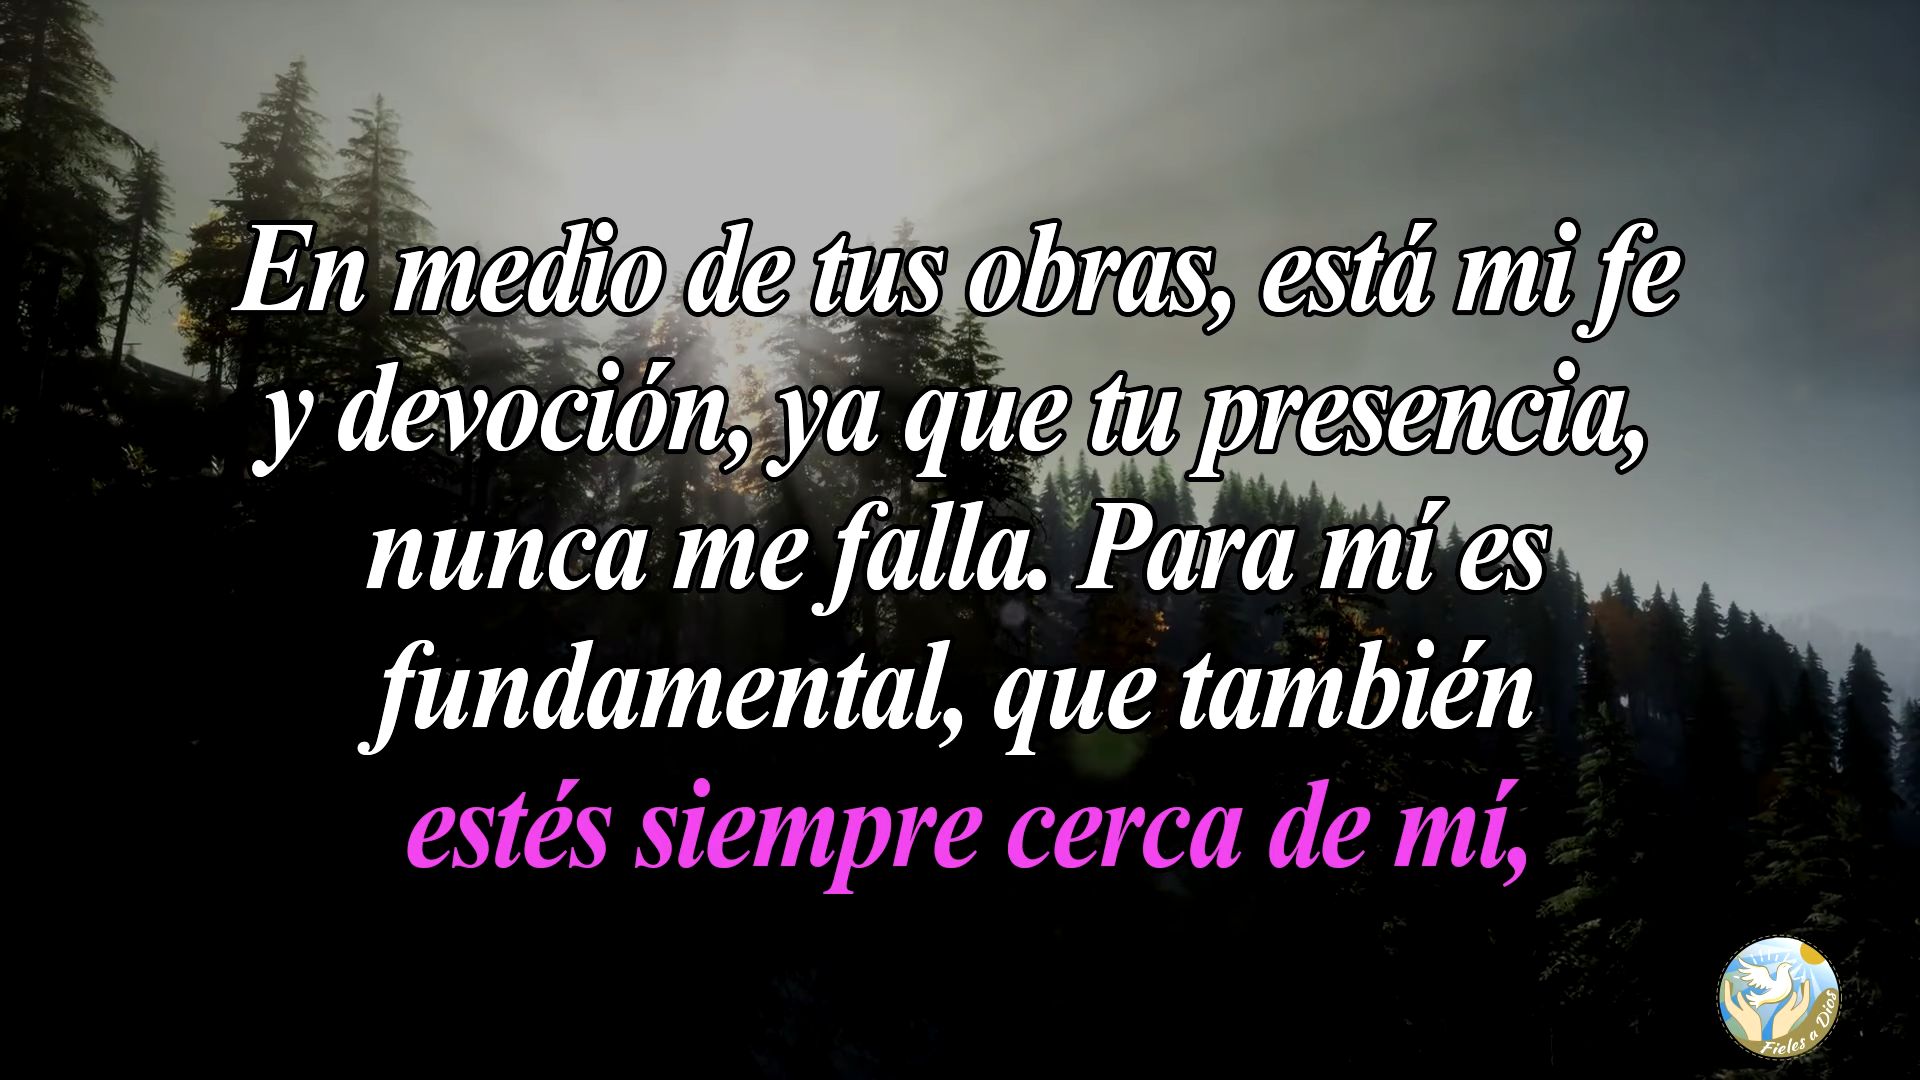 En medio de tus obras, está mi fe
y devoción, ya que tu presencia,
nunca me falla. Para mí es
fundamental, que también
estés siempre cerca de mí,
Fieles a Dios